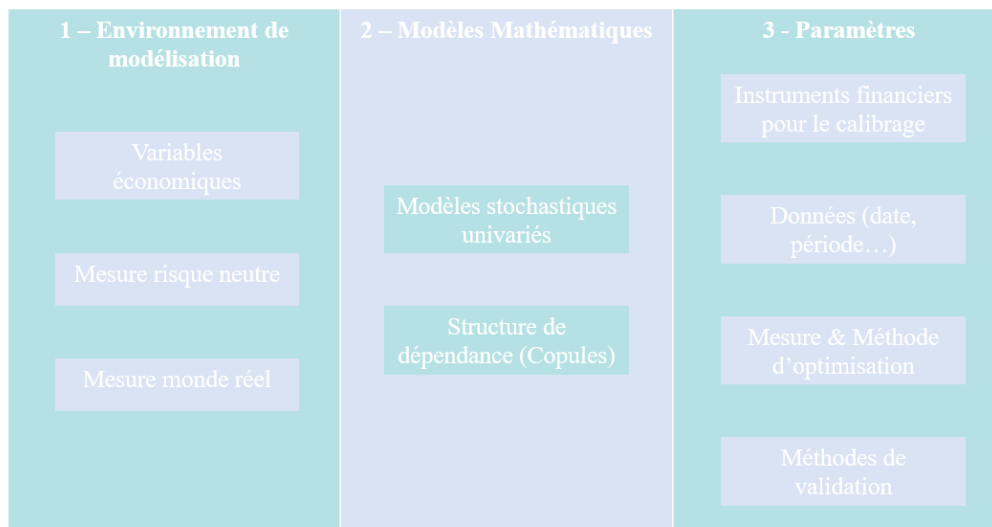 1 – Environnement de
modélisation
Variables
économiques
Mesure risque neutre
Mesure monde réel
2 – Modèles Mathématiques
Modèles stochastiques
univariés
Structure de
dépendance (Copules)
3 - Paramètres
Instruments financiers
pour le calibrage
Données (date,
période…)
Mesure & Méthode
d’optimisation
Méthodes de
validation